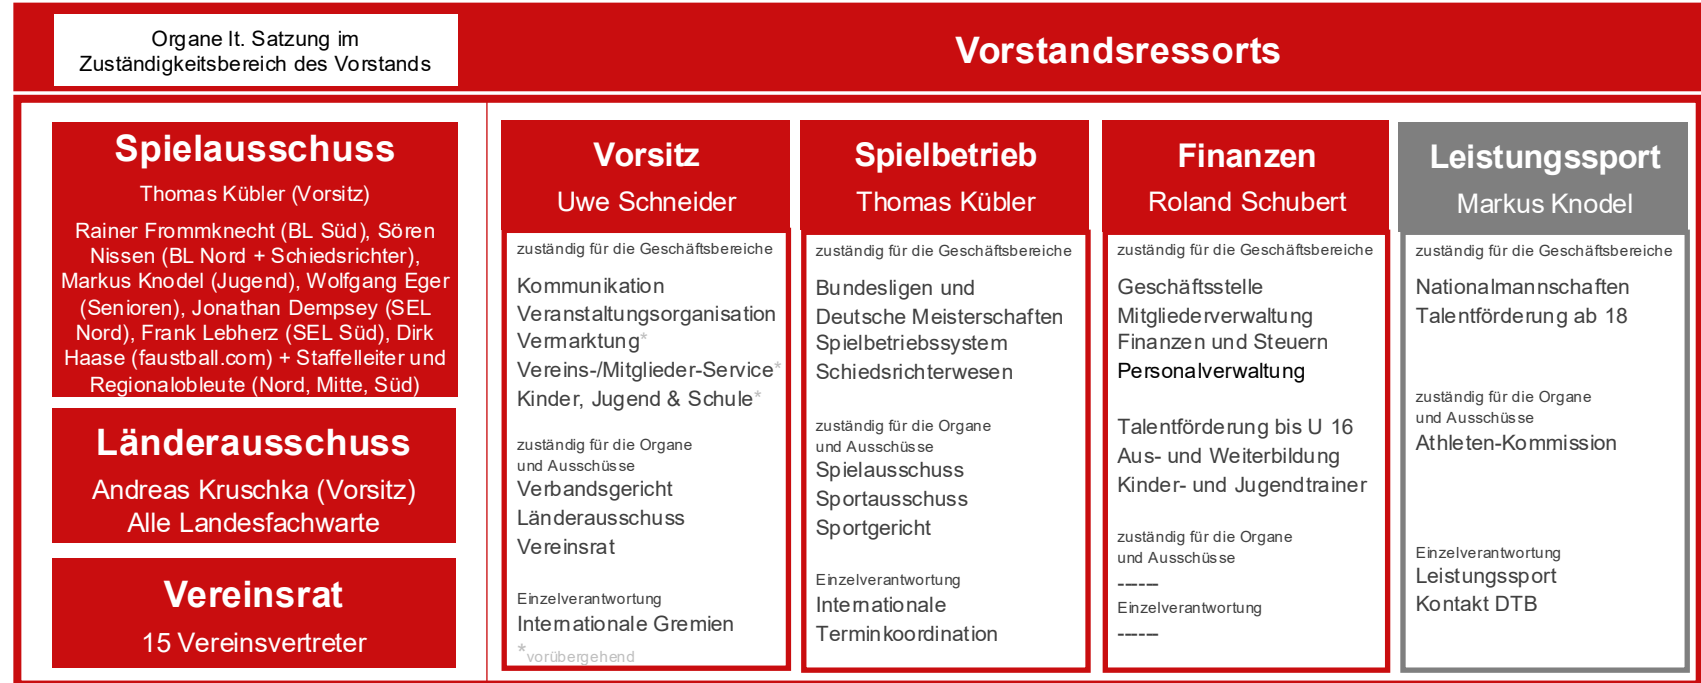 Organe lt. Satzung im
Zuständigkeitsbereich des Vorstands
Vorstandsressorts
Spielausschuss
Thomas Kübler (Vorsitz)
Rainer Frommknecht (BL Süd), Sören
Nissen (BL Nord + Schiedsrichter),
Markus Knodel (Jugend), Wolfgang Eger
(Senioren), Jonathan Dempsey (SEL
Nord), Frank Lebherz (SEL Süd), Dirk
Haase (faustball.com) + Staffelleiter und
Regionalobleute (Nord, Mitte, Süd)
Länderausschuss
Andreas Kruschka (Vorsitz)
Alle Landesfachwarte
Vereinsrat
15 Vereinsvertreter
Vorsitz
Uwe Schneider
zuständig für die Geschäftsbereiche
Kommunikation
Veranstaltungsorganisation
Vermarktung*
Vereins-/Mitglieder-Service*
Kinder, Jugend & Schule*
zuständig für die Organe
und Ausschüsse
Verbandsgericht
Länderausschuss
Vereinsrat
Einzelverantwortung
Internationale Gremien
*vorübergehend
Spielbetrieb
Thomas Kübler
zuständig für die Geschäftsbereiche
Bundesligen und
Deutsche Meisterschaften
Spielbetriebssystem
Schiedsrichterwesen
zuständig für die Organe
und Ausschüsse
Spielausschuss
Sportausschuss
Sportgericht
Einzelverantwortung
Internationale
Terminkoordination
Finanzen
Roland Schubert
zuständig für die Geschäftsbereiche
Geschäftsstelle
Mitgliederverwaltung
Finanzen und Steuern
Personalverwaltung
Talentförderung bis U 16
Aus- und Weiterbildung
Kinder- und Jugendtrainer
zuständig für die Organe
und Ausschüsse
------
Einzelverantwortung
------
Leistungssport
Markus Knodel
zuständig für die Geschäftsbereiche
Nationalmannschaften
Talentförderung ab 18
zuständig für die Organe
und Ausschüsse
Athleten-Kommission
Einzelverantwortung
Leistungssport
Kontakt DTB